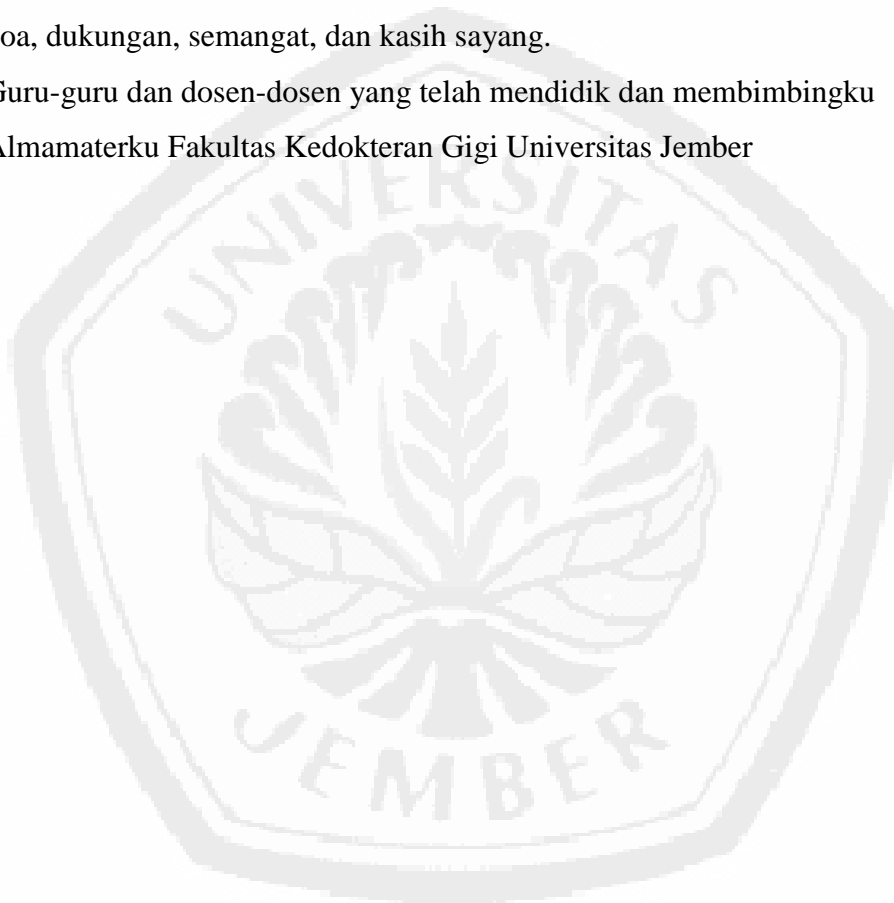 oa, dukungan, semangat, dan kasih sayang.
Guru-guru dan dosen-dosen yang telah mendidik dan membimbingku
Almamaterku Fakultas Kedokteran Gigi Universitas Jember
UNIVERSITAS
JEMBER